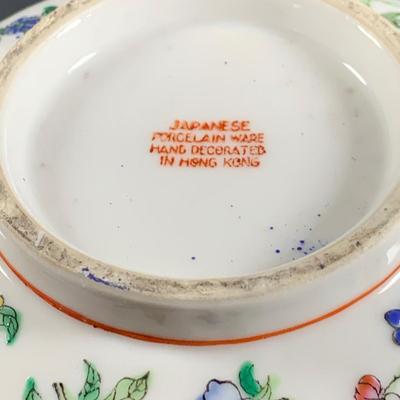 JAPANESE
PORCELAIN WARE
HAND DECORATED
IN HONG KONG